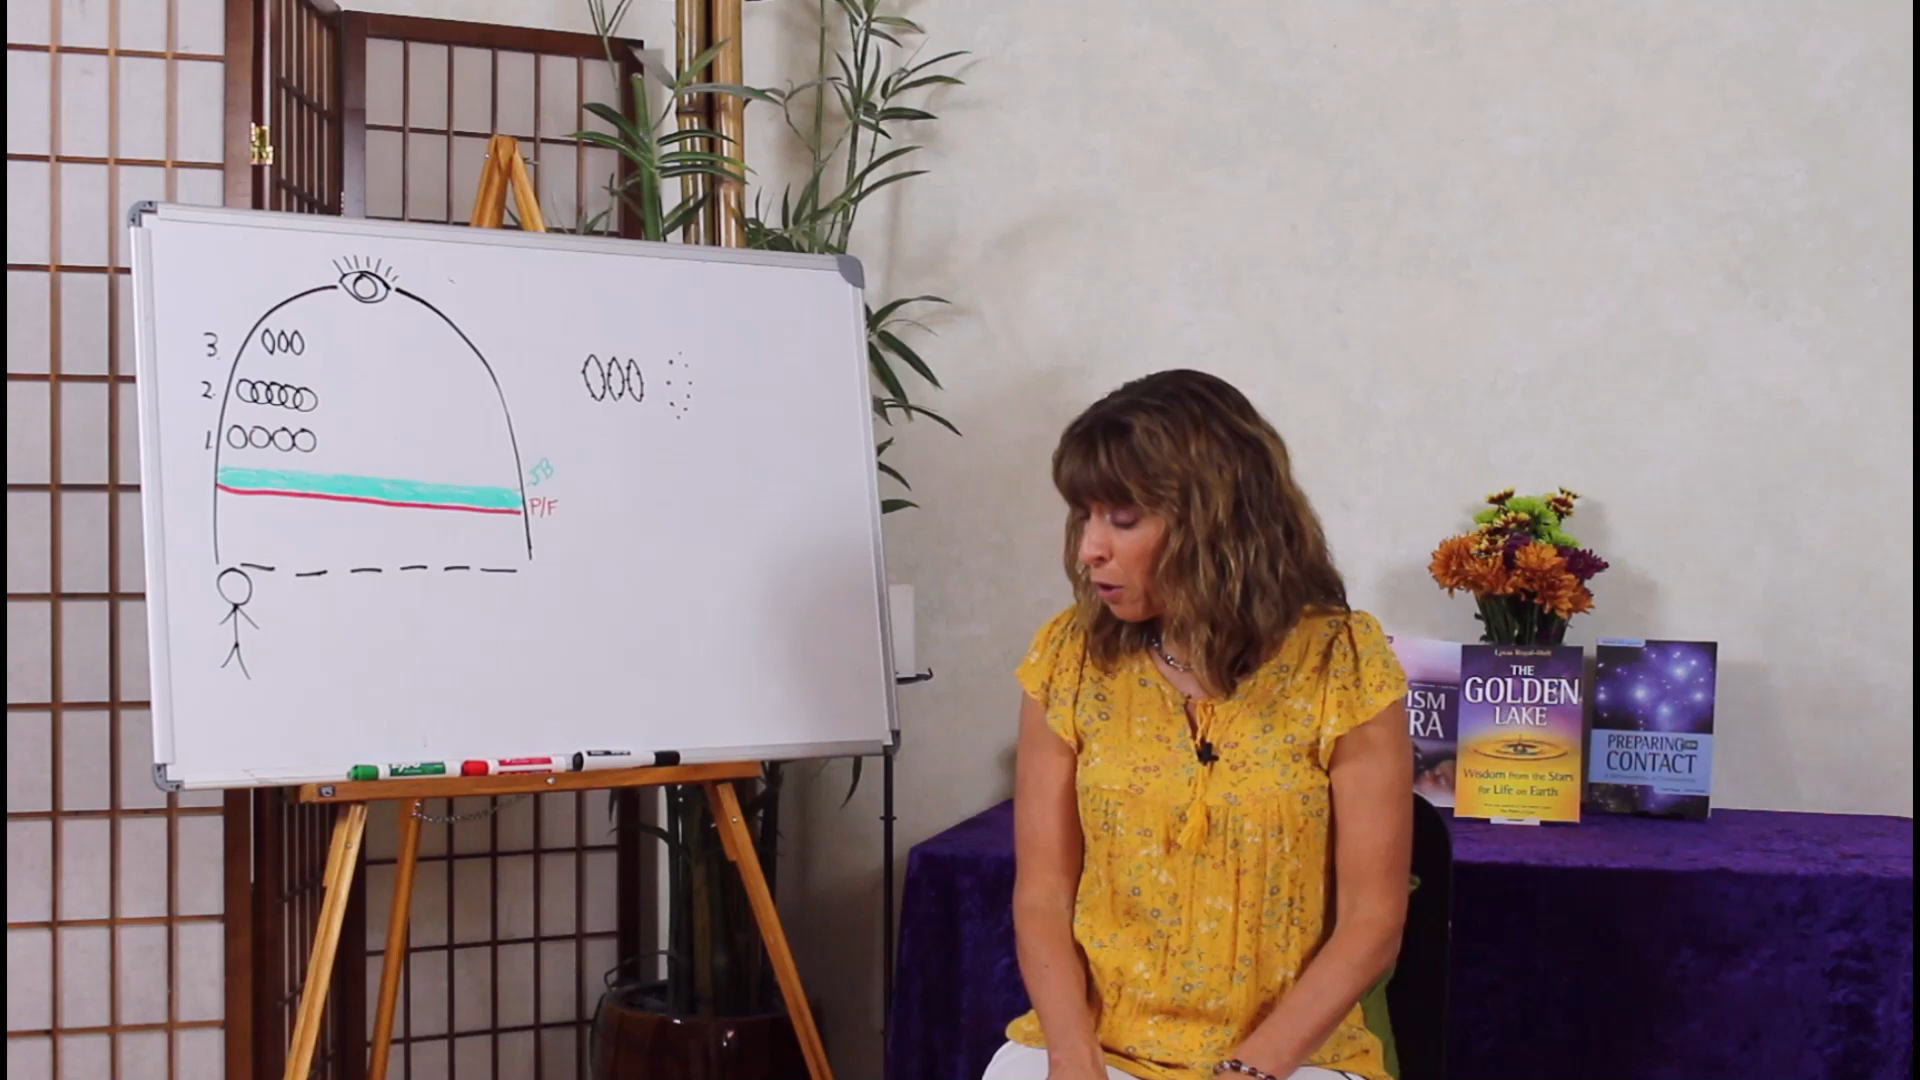 3.
2.
1.
SB
P/F
ISM
RA
Lyssa Royal-Holt
THE
GOLDEN
LAKE
Wisdom from the Stars
for Life on Earth
PREPARING FOR
CONTACT